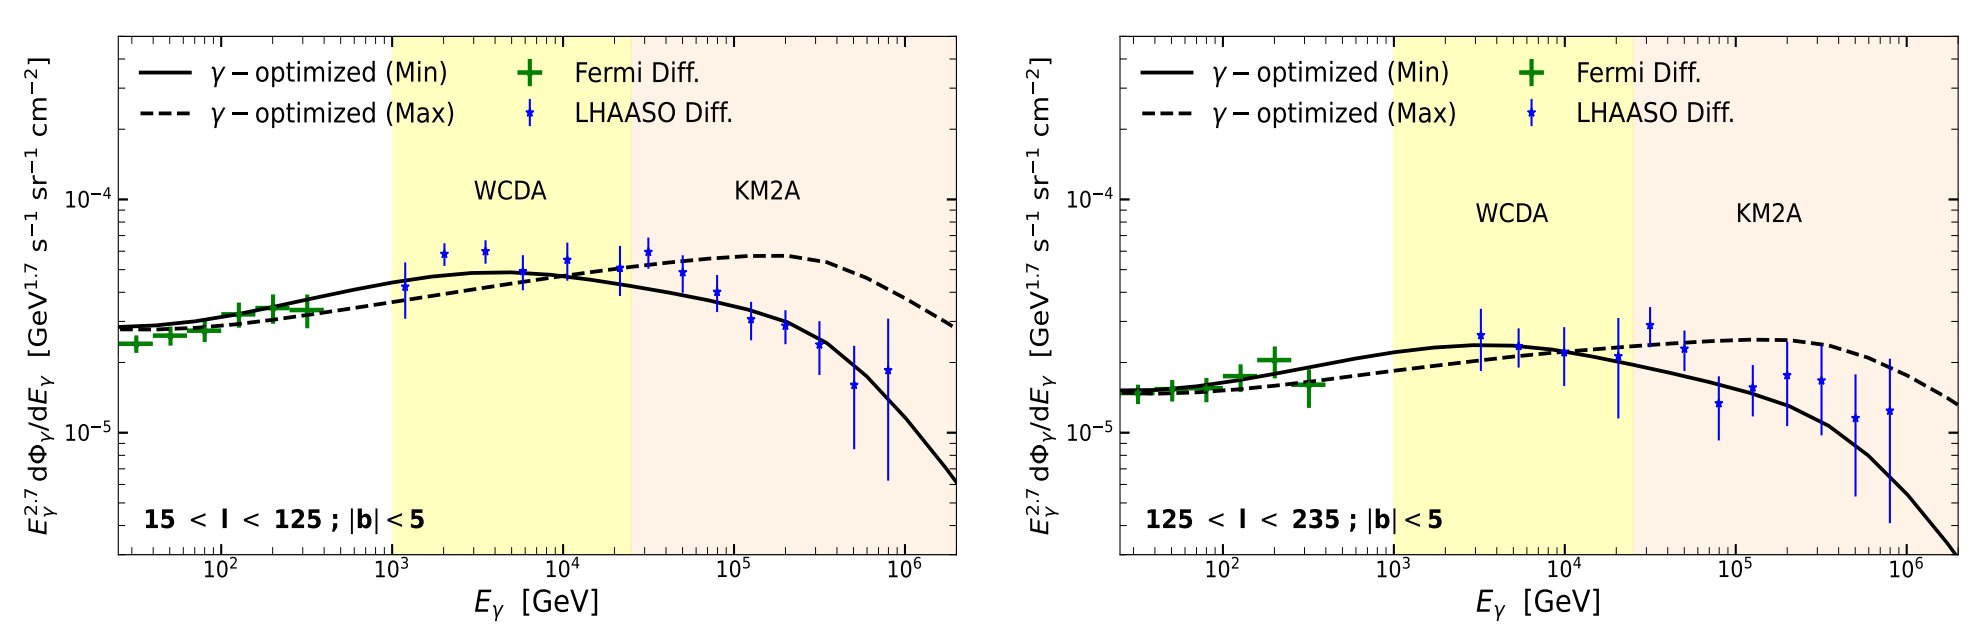 E_γ^{2.7} dΦ_γ/dE_γ [GeV^{1.7} s^{−1} sr^{−1} cm^{−2}]
10^{−4}
10^{−5}
γ − optimized (Min)
γ − optimized (Max)
Fermi Diff.
LHAASO Diff.
WCDA
KM2A
15 < l < 125 ; |b| < 5
10^2 10^3 10^4 10^5 10^6
E_γ [GeV]
E_γ^{2.7} dΦ_γ/dE_γ [GeV^{1.7} s^{−1} sr^{−1} cm^{−2}]
10^{−4}
10^{−5}
γ − optimized (Min)
γ − optimized (Max)
Fermi Diff.
LHAASO Diff.
WCDA
KM2A
125 < l < 235 ; |b| < 5
10^2 10^3 10^4 10^5 10^6
E_γ [GeV]